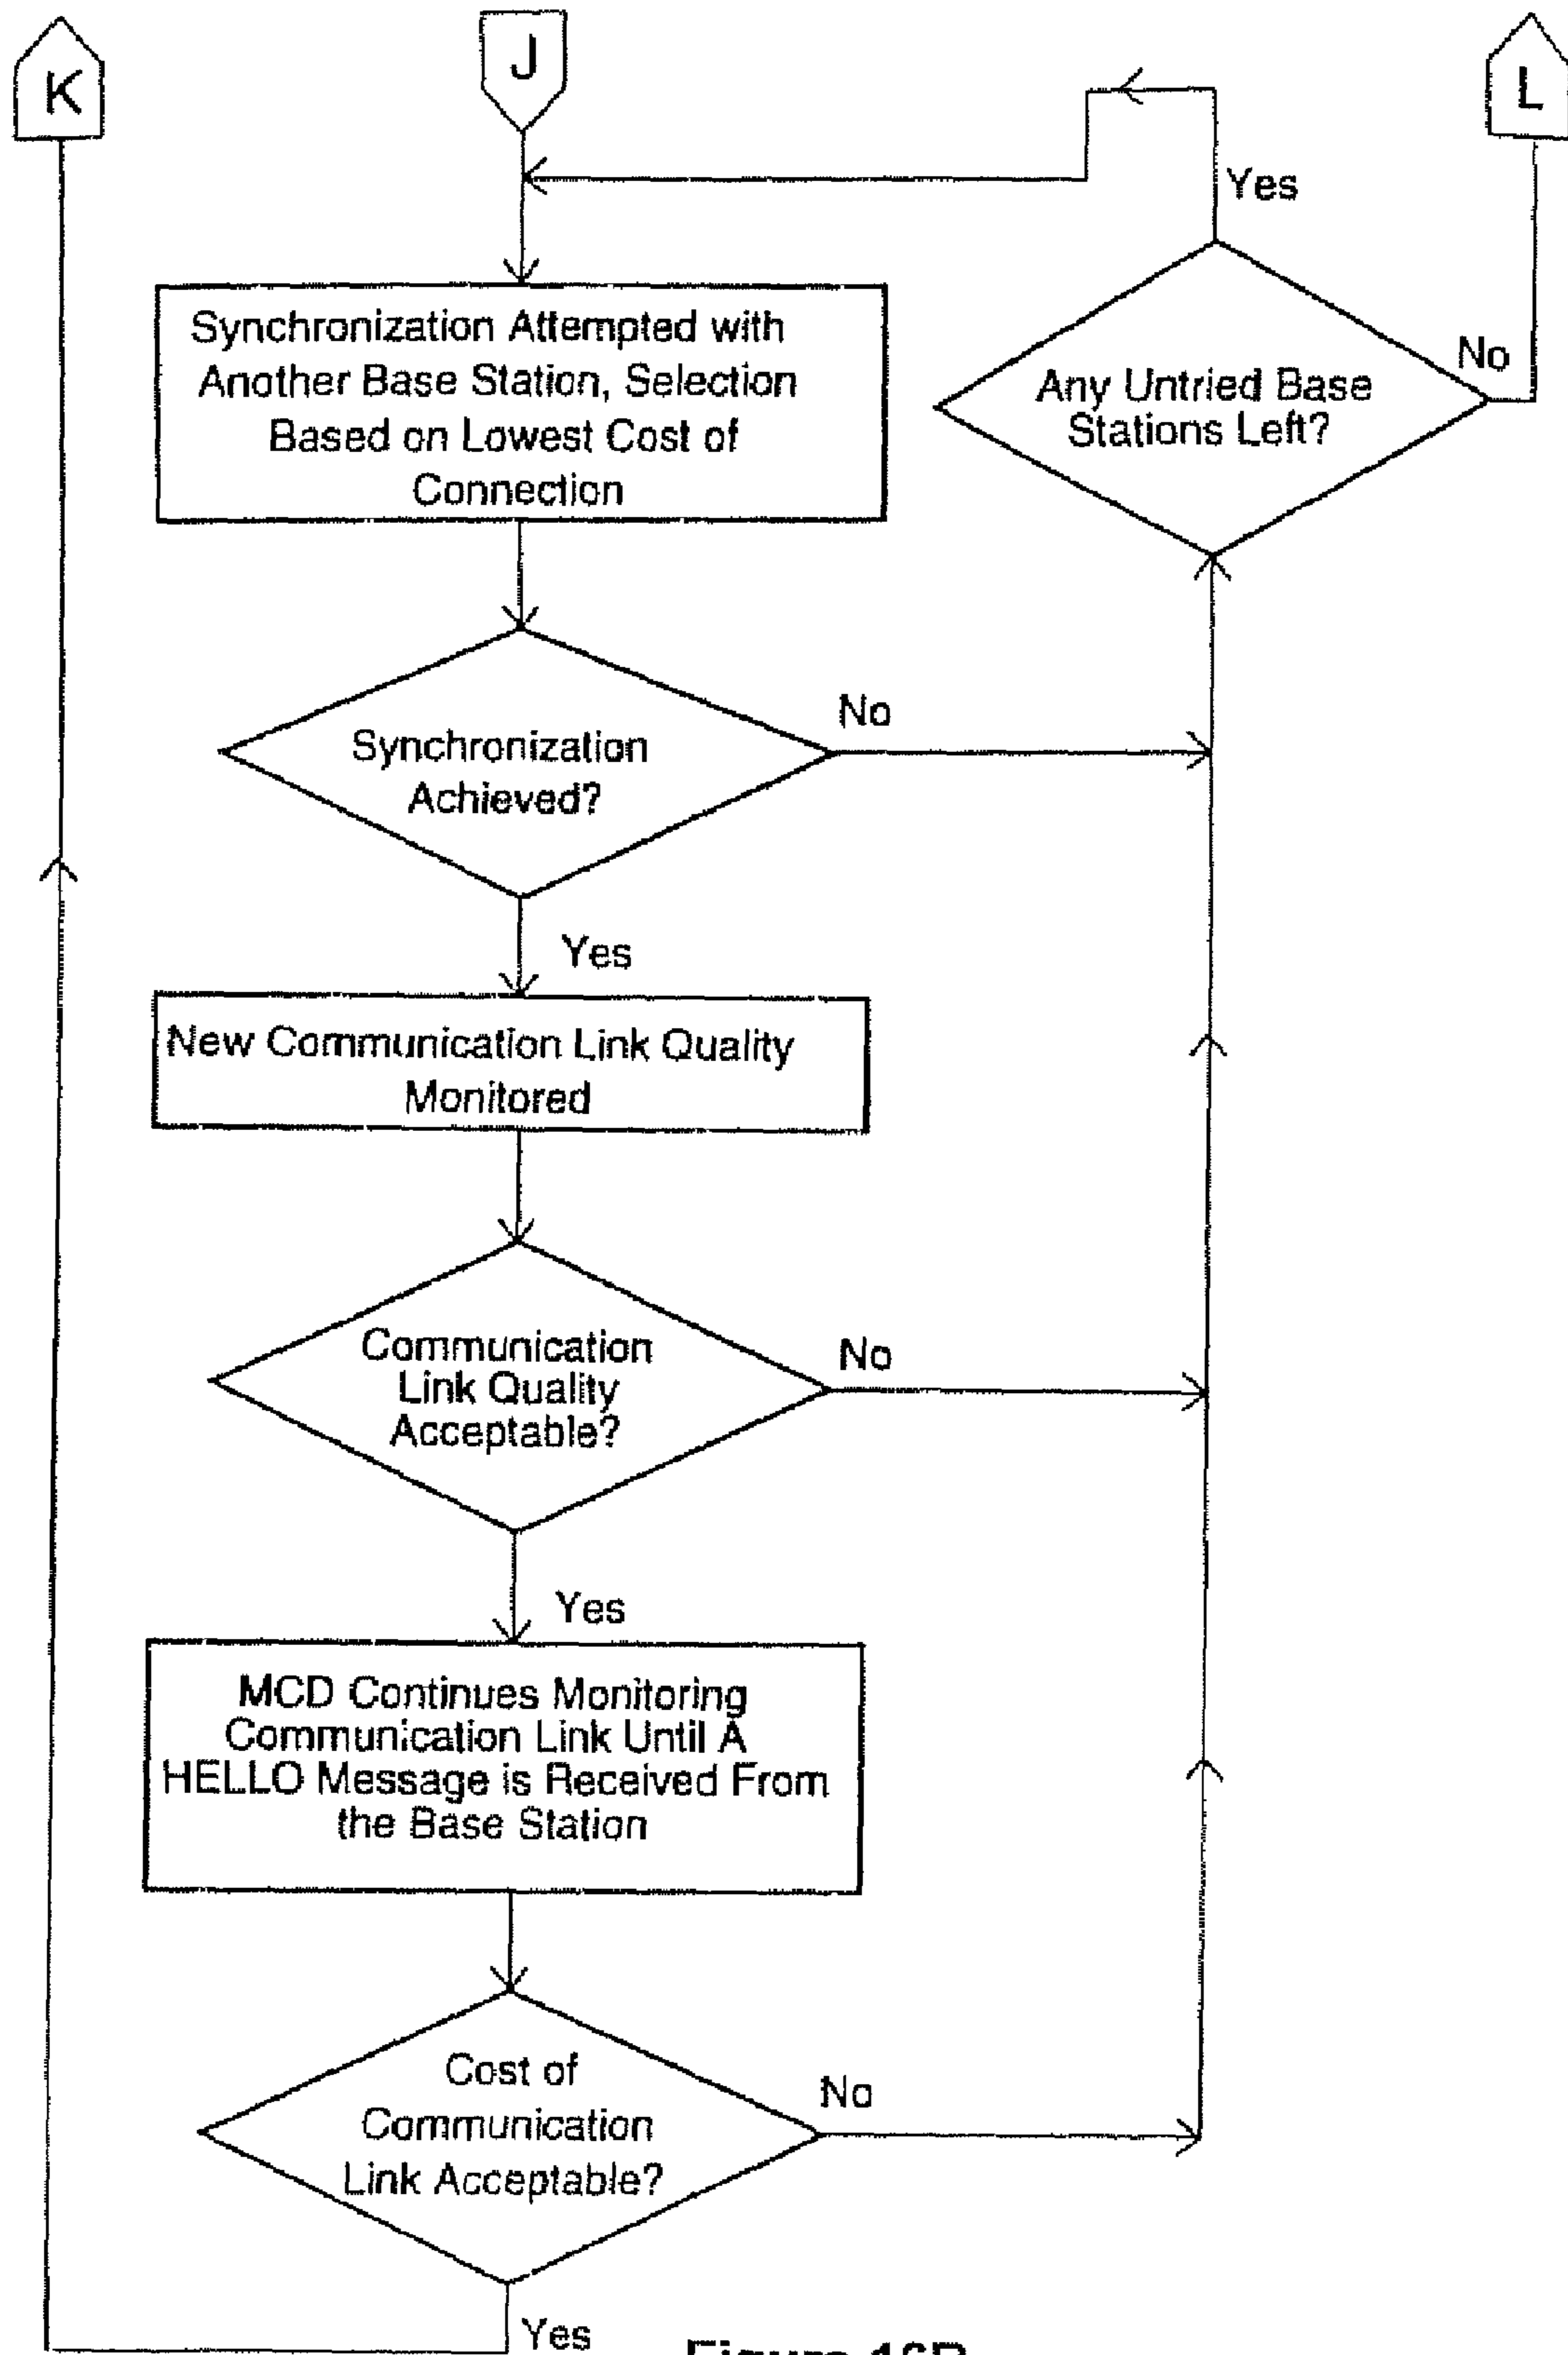 K
J
L
Yes
Synchronization Attempted with
Another Base Station, Selection
Based on Lowest Cost of
Connection
Any Untried Base
Stations Left?
No
Synchronization
Achieved?
No
Yes
New Communication Link Quality
Monitored
Communication
Link Quality
Acceptable?
No
Yes
MCD Continues Monitoring
Communication Link Until A
HELLO Message is Received From
the Base Station
Cost of
Communication
Link Acceptable?
No
Yes
Figure